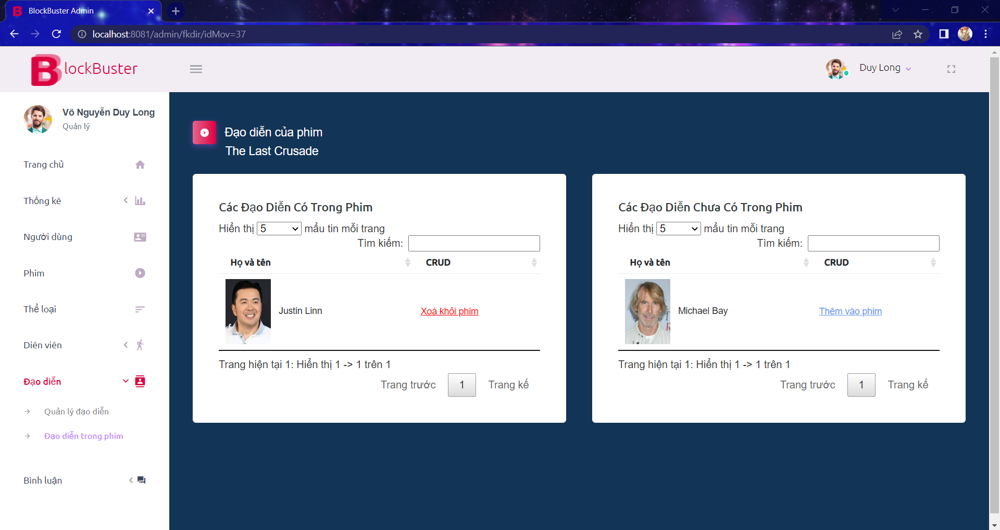 BlockBuster Admin
localhost:8081/admin/fkdir/idMov=37
BlockBuster
Duy Long
Võ Nguyễn Duy Long
Quản lý
Trang chủ
Thống kê
Người dùng
Phim
Thể loại
Diên viên
Đạo diễn
Quản lý đạo diễn
Đạo diễn trong phim
Bình luận
Đạo diễn của phim
The Last Crusade
Các Đạo Diễn Có Trong Phim
Hiển thị 5 mẩu tin mỗi trang
Tìm kiếm:
Họ và tên CRUD
Justin Linn Xoá khỏi phim
Trang hiện tại 1: Hiển thị 1 -> 1 trên 1
Trang trước 1 Trang kế
Các Đạo Diễn Chưa Có Trong Phim
Hiển thị 5 mẩu tin mỗi trang
Tìm kiếm:
Họ và tên CRUD
Michael Bay Thêm vào phim
Trang hiện tại 1: Hiển thị 1 -> 1 trên 1
Trang trước 1 Trang kế